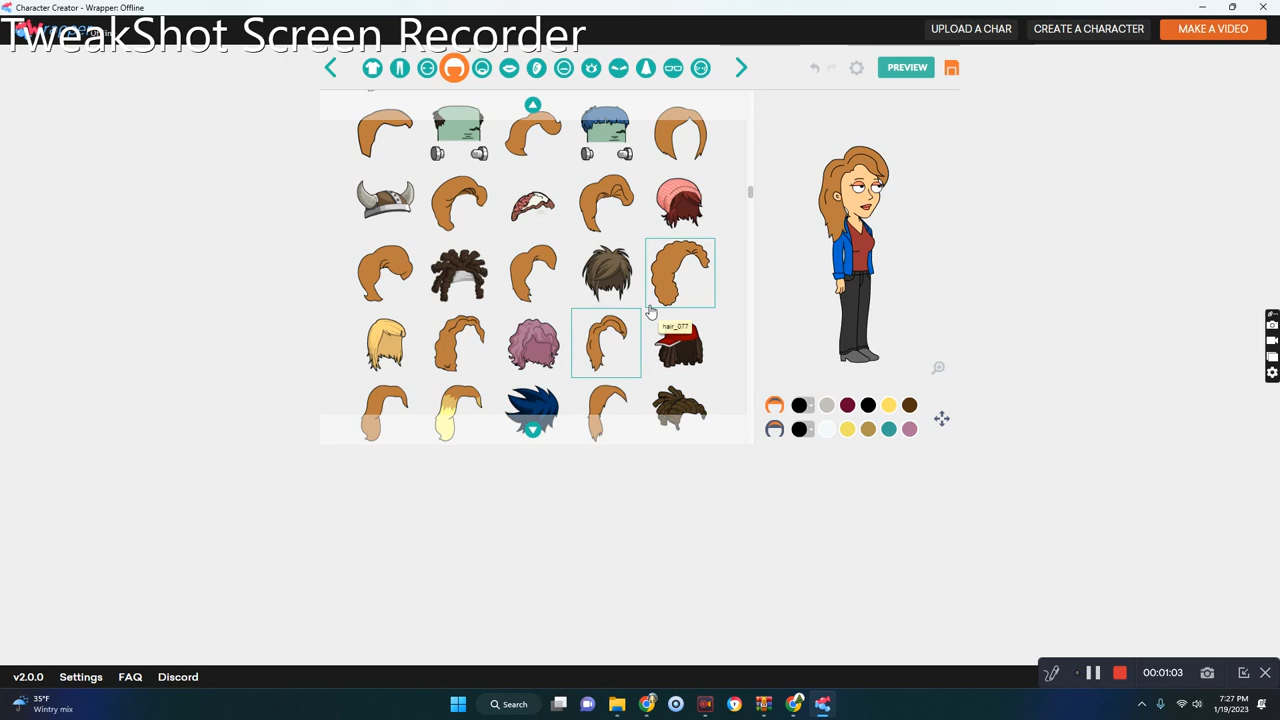 Character Creator - Wrapper: Offline
TweakShot Screen Recorder
UPLOAD A CHAR
CREATE A CHARACTER
MAKE A VIDEO
PREVIEW
hair_077
v2.0.0
Settings
FAQ
Discord
00:01:03
35°F
Wintry mix
Search
7:27 PM
1/19/2023